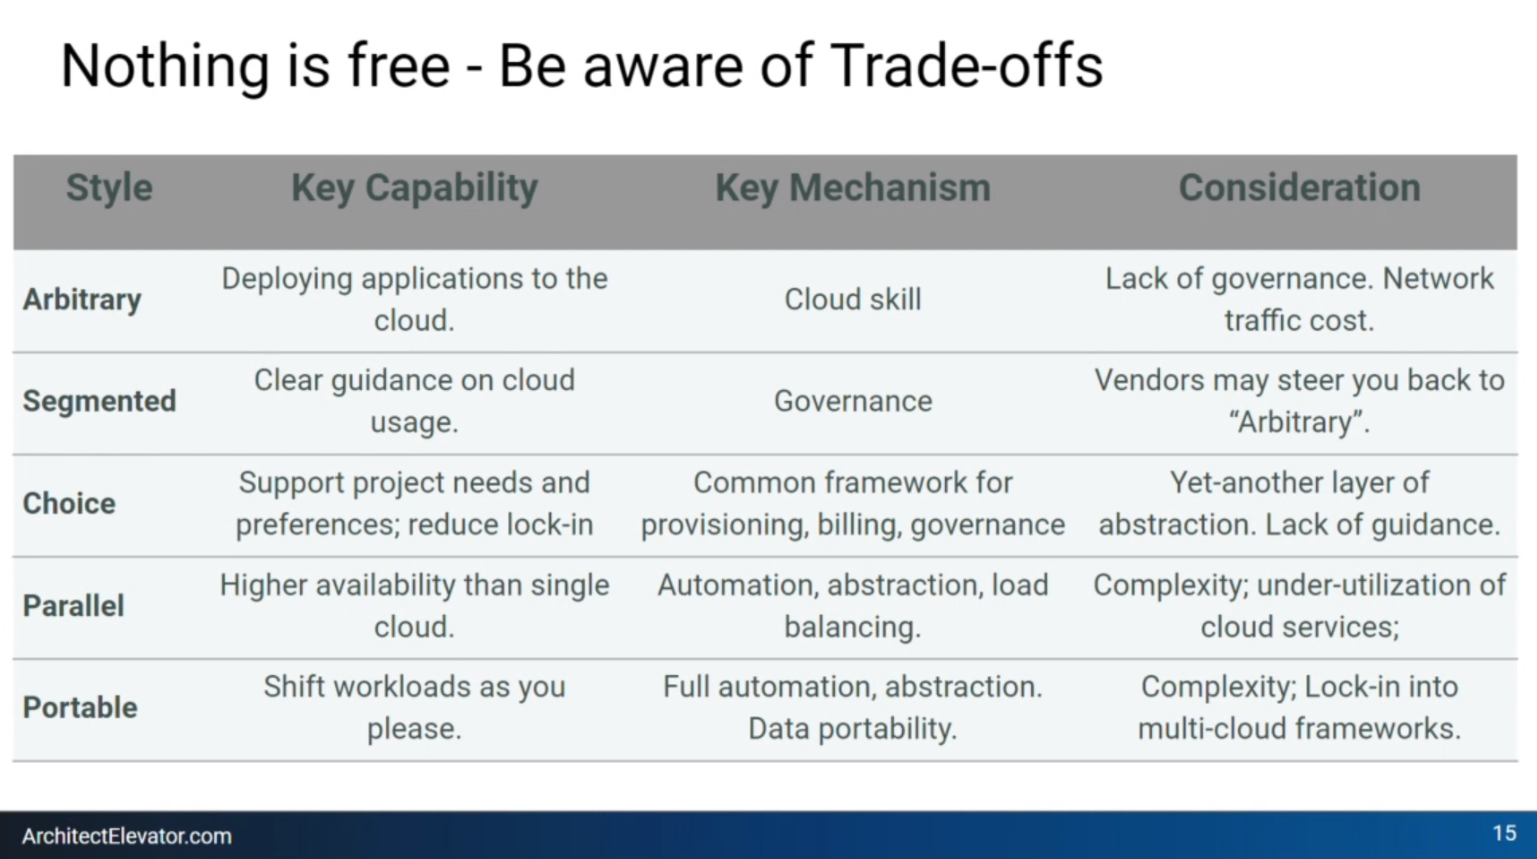 Nothing is free - Be aware of Trade-offs
Style Key Capability Key Mechanism Consideration
Arbitrary
Deploying applications to the
cloud.
Cloud skill
Lack of governance. Network
traffic cost.
Segmented
Clear guidance on cloud
usage.
Governance
Vendors may steer you back to
“Arbitrary”.
Choice
Support project needs and
preferences; reduce lock-in
Common framework for
provisioning, billing, governance
Yet-another layer of
abstraction. Lack of guidance.
Parallel
Higher availability than single
cloud.
Automation, abstraction, load
balancing.
Complexity; under-utilization of
cloud services;
Portable
Shift workloads as you
please.
Full automation, abstraction.
Data portability.
Complexity; Lock-in into
multi-cloud frameworks.
ArchitectElevator.com
15